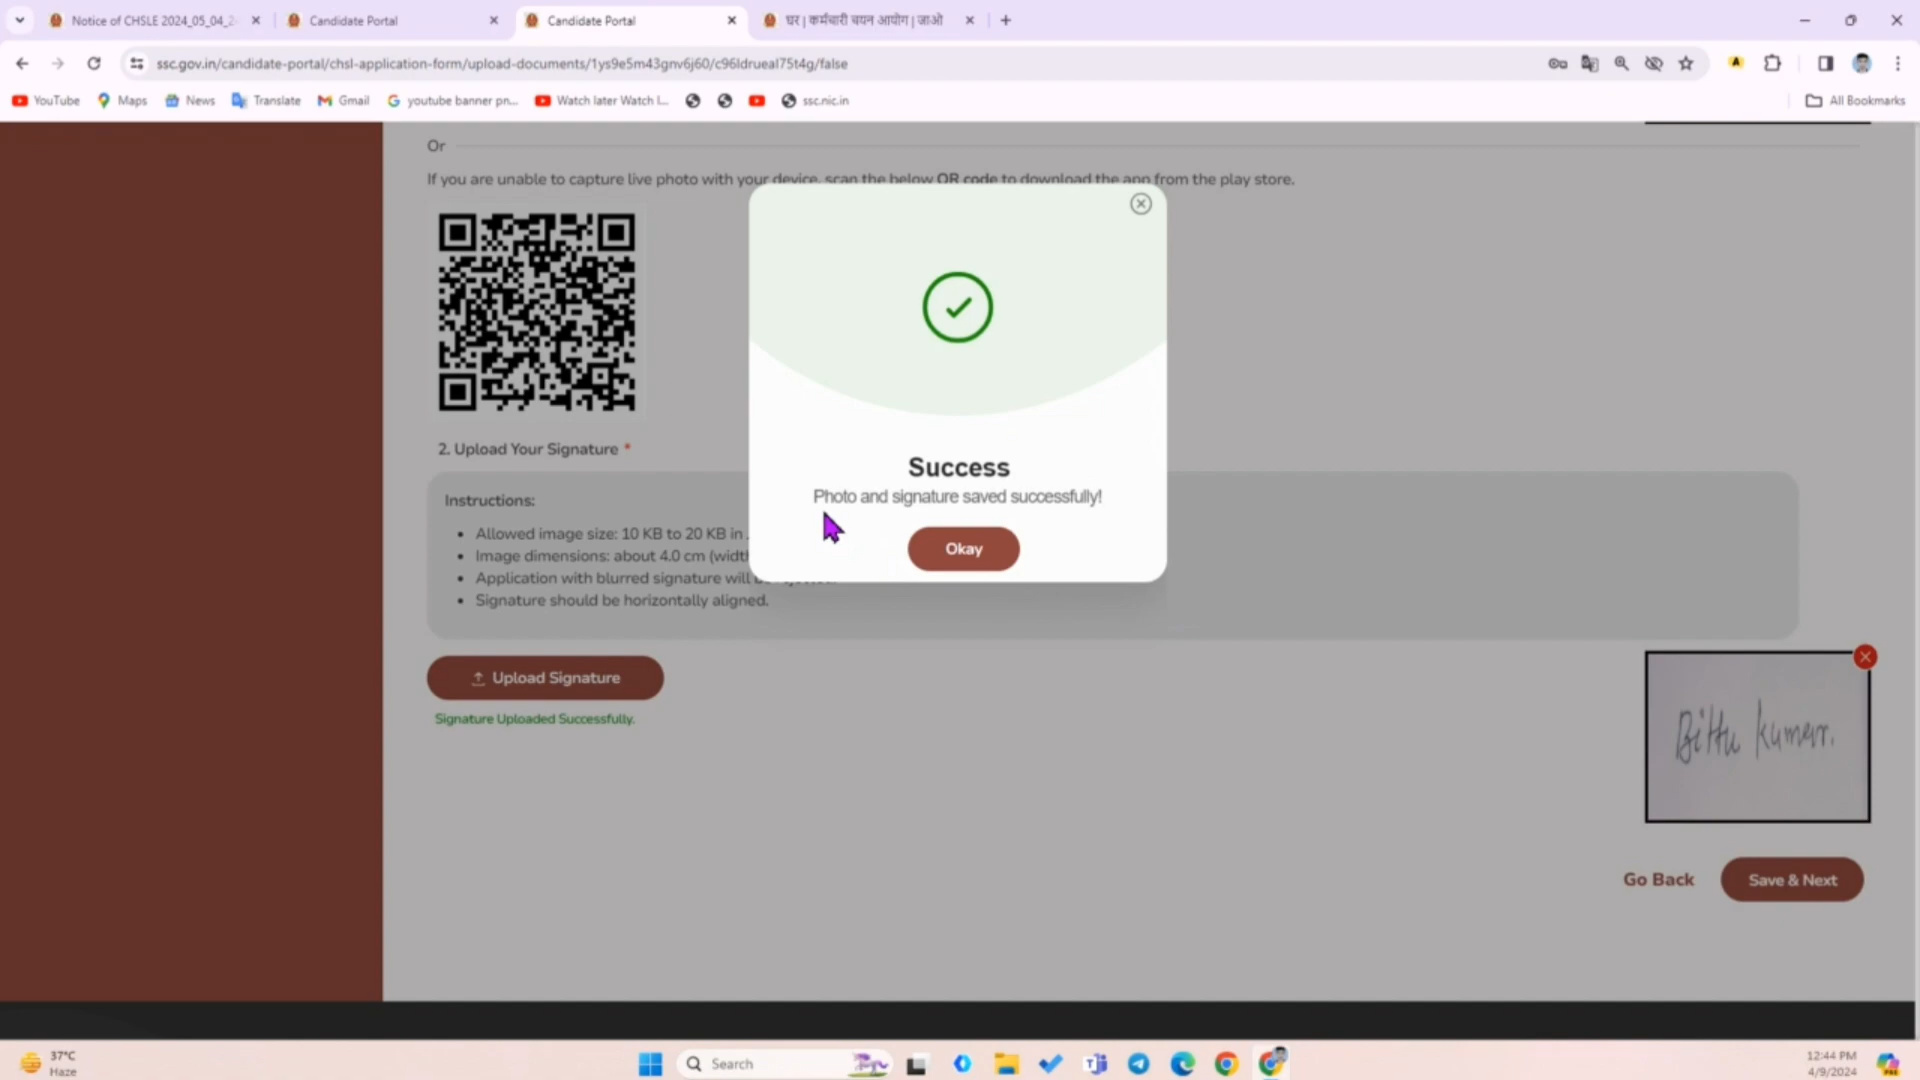 Notice of CHSLE 2024_05_04_2
Candidate Portal
Candidate Portal
घर | कर्मचारी चयन आयोग | जाओ
ssc.gov.in/candidate-portal/chsl-application-form/upload-documents/1ys9e5m43gnv6j60/c96ldrueal75t4g/false
YouTube
Maps
News
Translate
Gmail
youtube banner pn...
Watch later Watch l...
ssc.nic.in
All Bookmarks
Or
If you are unable to capture live photo with your device, scan the below QR code to download the app from the play store.
Success
Photo and signature saved successfully!
Okay
2. Upload Your Signature *
Instructions:
Allowed image size: 10 KB to 20 KB in
Image dimensions: about 4.0 cm (width
Application with blurred signature will
Signature should be horizontally aligned.
Upload Signature
Signature Uploaded Successfully.
Bittu kumar.
Go Back
Save & Next
37°C
Haze
Search
12:44 PM
4/9/2024